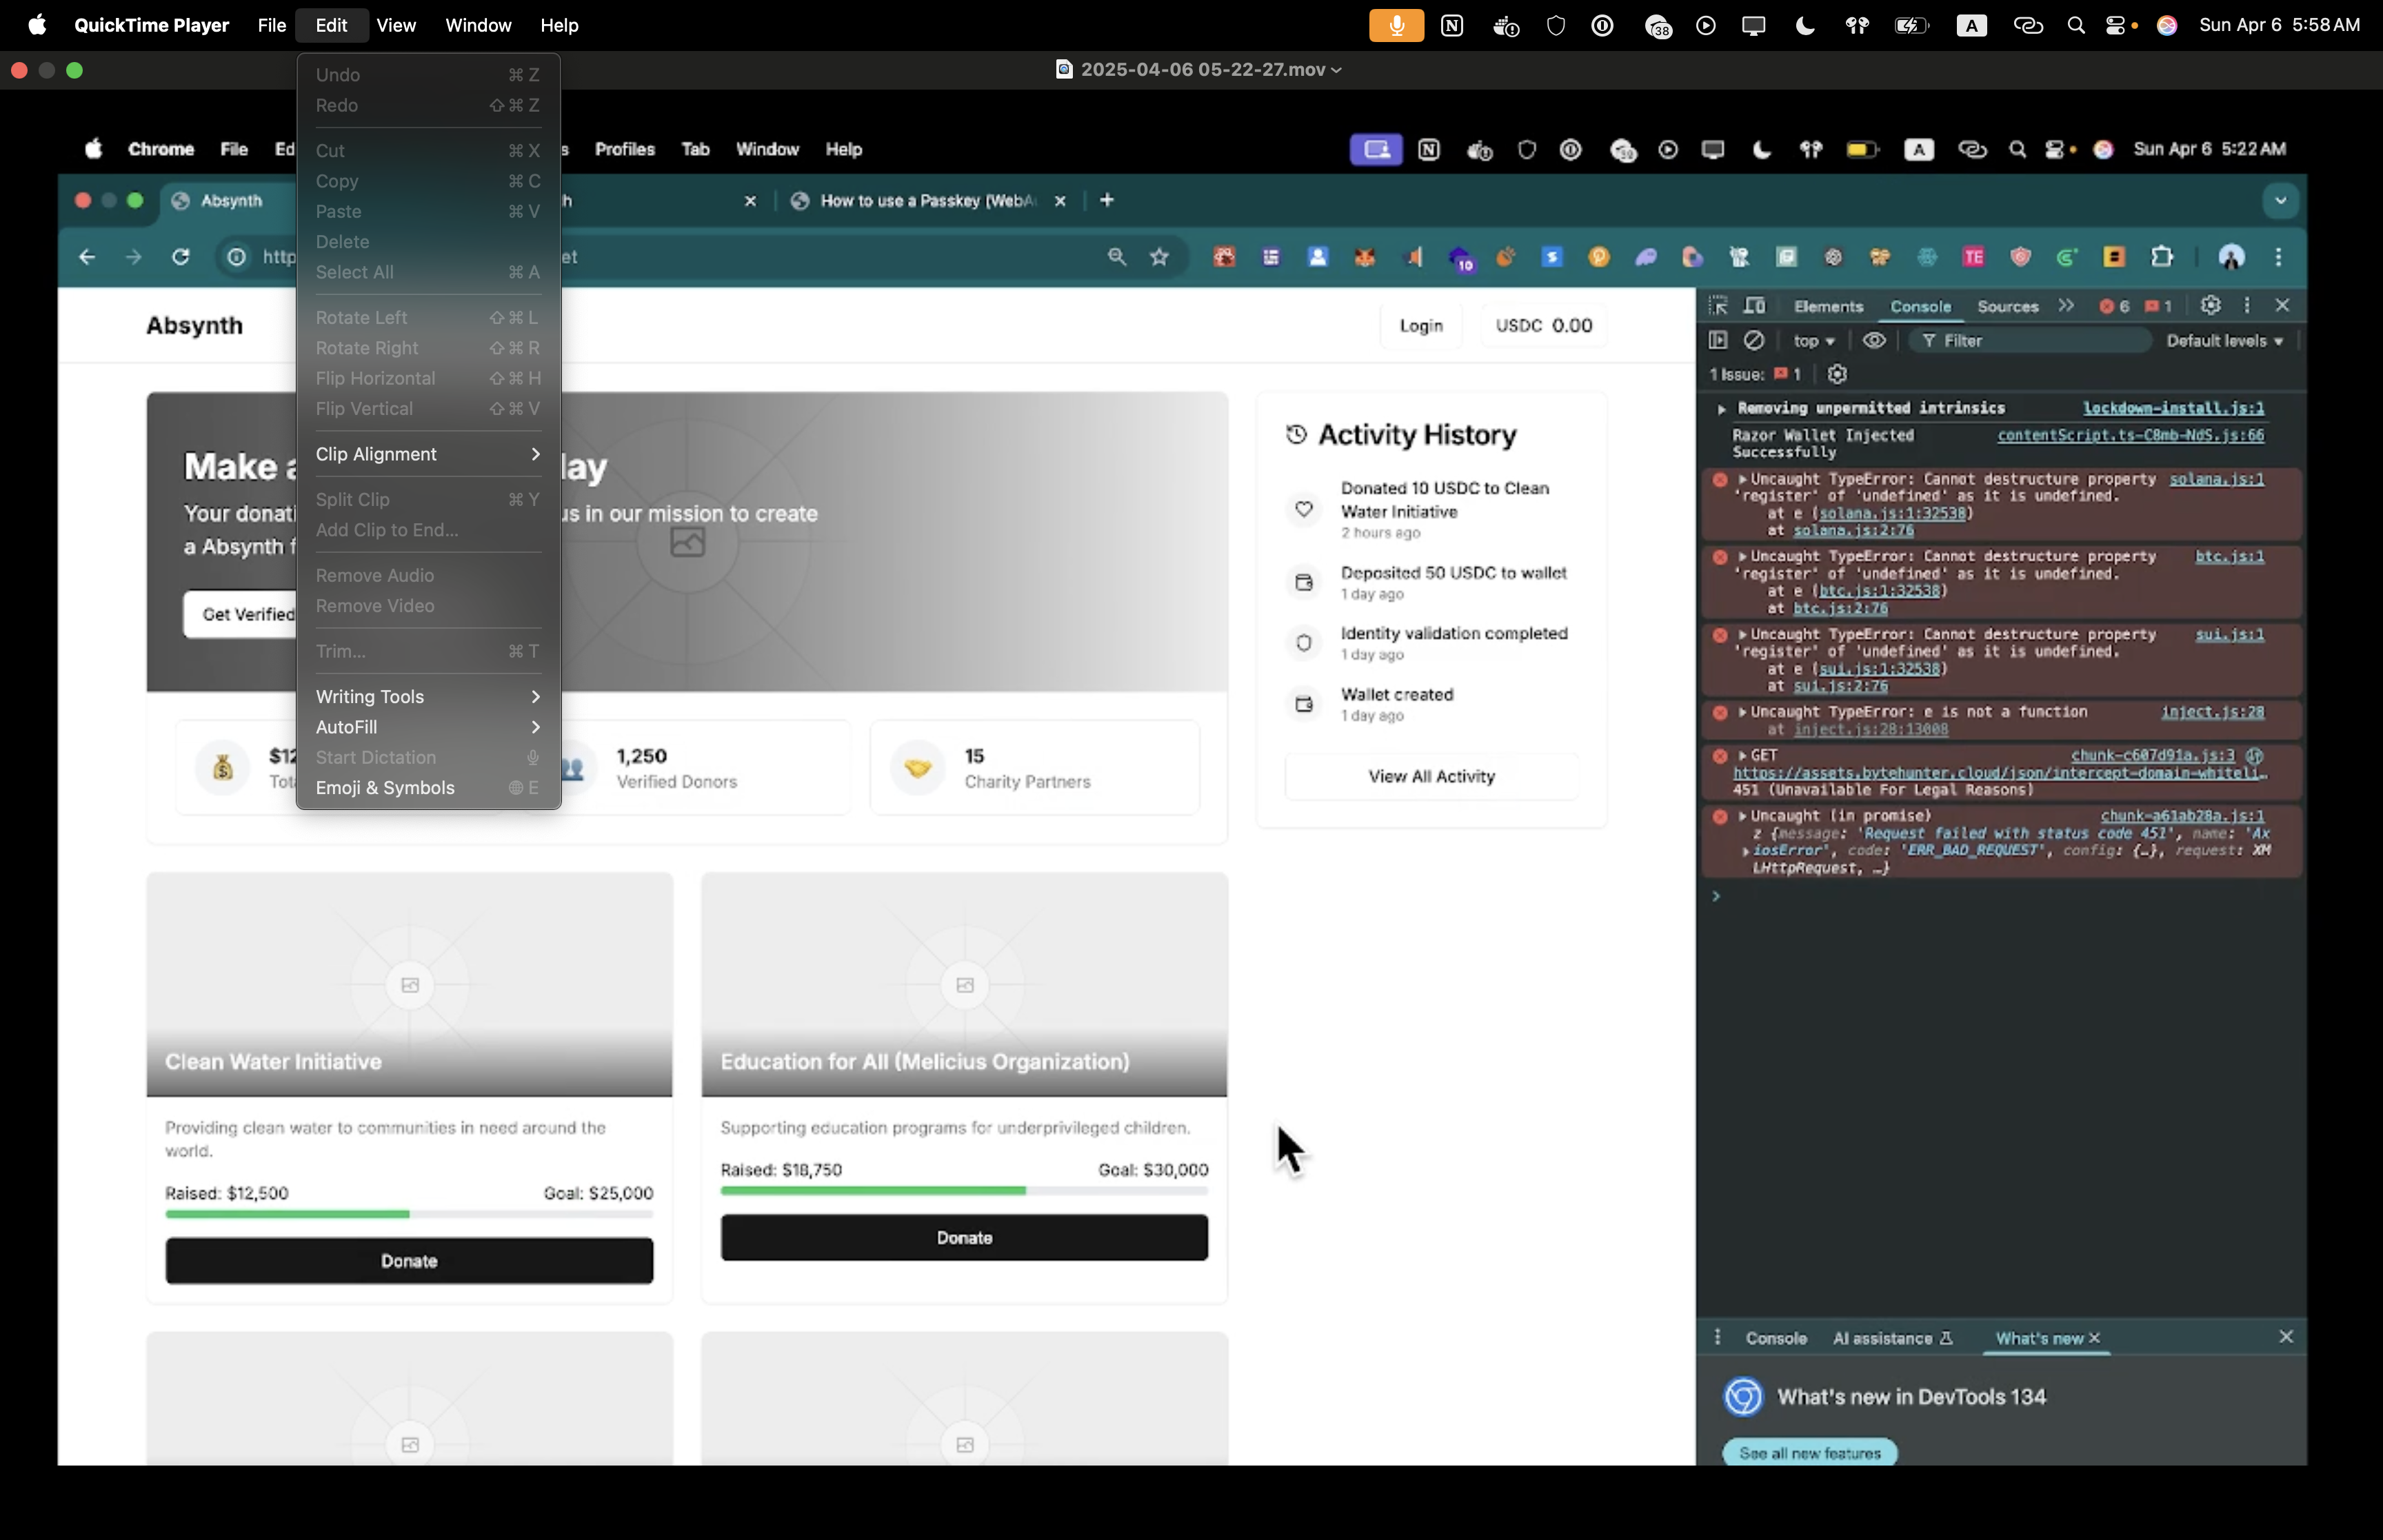 QuickTime Player File Edit View Window Help
38
A
Sun Apr 6 5:58 AM
2025-04-06 05-22-27.mov
Undo ⌘ Z
Redo ⇧ ⌘ Z
Cut ⌘ X
Copy ⌘ C
Paste ⌘ V
Delete
Select All ⌘ A
Rotate Left ⇧ ⌘ L
Rotate Right ⇧ ⌘ R
Flip Horizontal ⇧ ⌘ H
Flip Vertical ⇧ ⌘ V
Clip Alignment
Split Clip ⌘ Y
Add Clip to End...
Remove Audio
Remove Video
Trim... ⌘ T
Writing Tools
AutoFill
Start Dictation
Emoji & Symbols E
Chrome File Ed s Profiles Tab Window Help
A
Sun Apr 6 5:22 AM
Absynth h How to use a Passkey (WebA
http et
10
TE
Absynth
Login
USDC 0.00
Make a lay
Your donati us in our mission to create
a Absynth f
Get Verified
$12
Tota
1,250
Verified Donors
15
Charity Partners
Activity History
Donated 10 USDC to Clean
Water Initiative
2 hours ago
Deposited 50 USDC to wallet
1 day ago
Identity validation completed
1 day ago
Wallet created
1 day ago
View All Activity
Clean Water Initiative
Providing clean water to communities in need around the
world.
Raised: $12,500 Goal: $25,000
Donate
Education for All (Melicius Organization)
Supporting education programs for underprivileged children.
Raised: $18,750 Goal: $30,000
Donate
Elements Console Sources 6 1
top Filter Default levels
1 Issue: 1
Removing unpermitted intrinsics lockdown-install.js:1
Razor Wallet Injected contentScript.ts-C8mb-NdS.js:66
Successfully
Uncaught TypeError: Cannot destructure property solana.js:1
'register' of 'undefined' as it is undefined.
at e (solana.js:1:32538)
at solana.js:2:76
Uncaught TypeError: Cannot destructure property btc.js:1
'register' of 'undefined' as it is undefined.
at e (btc.js:1:32538)
at btc.js:2:76
Uncaught TypeError: Cannot destructure property sui.js:1
'register' of 'undefined' as it is undefined.
at e (sui.js:1:32538)
at sui.js:2:76
Uncaught TypeError: e is not a function inject.js:28
at inject.js:28:13008
GET chunk-c607d91a.js:3
https://assets.bytehunter.cloud/json/intercept-domain-whiteli…
451 (Unavailable For Legal Reasons)
Uncaught (in promise) chunk-a61ab28a.js:1
z {message: 'Request failed with status code 451', name: 'Ax
iosError', code: 'ERR_BAD_REQUEST', config: {…}, request: XM
LHttpRequest, …}
Console AI assistance What's new
What's new in DevTools 134
See all new features